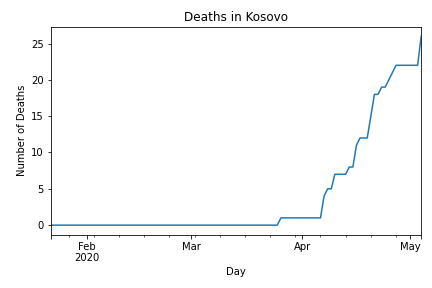 Deaths in Kosovo
25
20
15
10
5
0
Number of Deaths
Feb
2020
Mar
Apr
May
Day